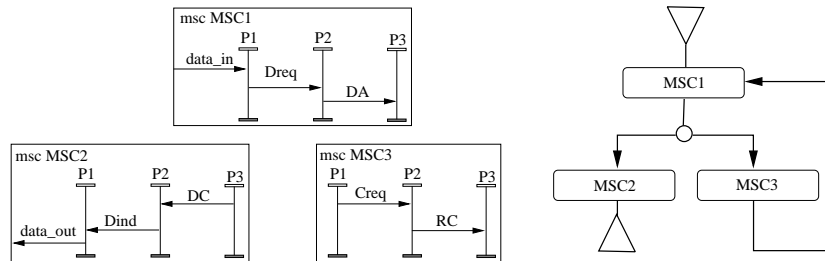 msc MSC1
P1 P2 P3
data_in
Dreq
DA
msc MSC2
P1 P2 P3
DC
Dind
data_out
msc MSC3
P1 P2 P3
Creq
RC
MSC1
MSC2 MSC3